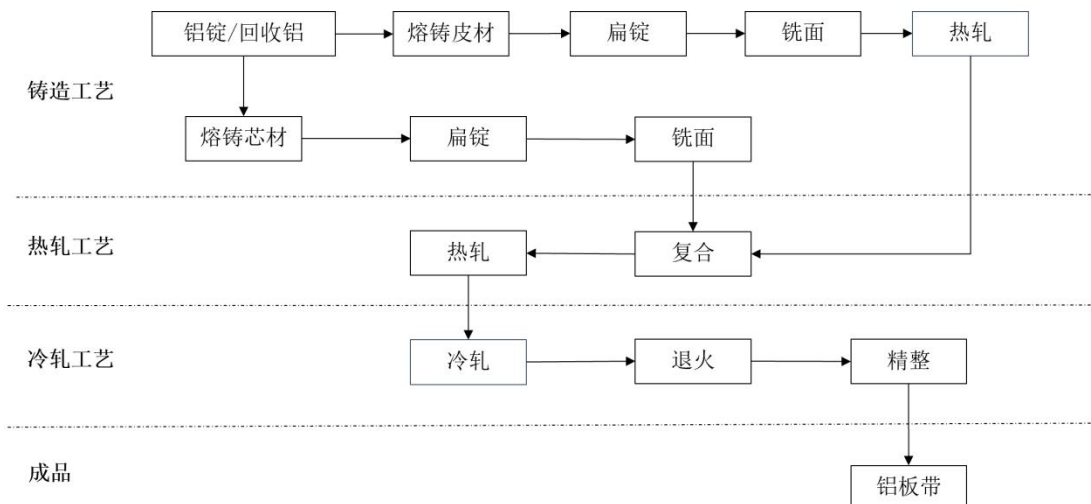 铝锭/回收铝
熔铸皮材
扁锭
铣面
热轧
铸造工艺
熔铸芯材
扁锭
铣面
热轧工艺
热轧
复合
冷轧工艺
冷轧
退火
精整
成品
铝板带